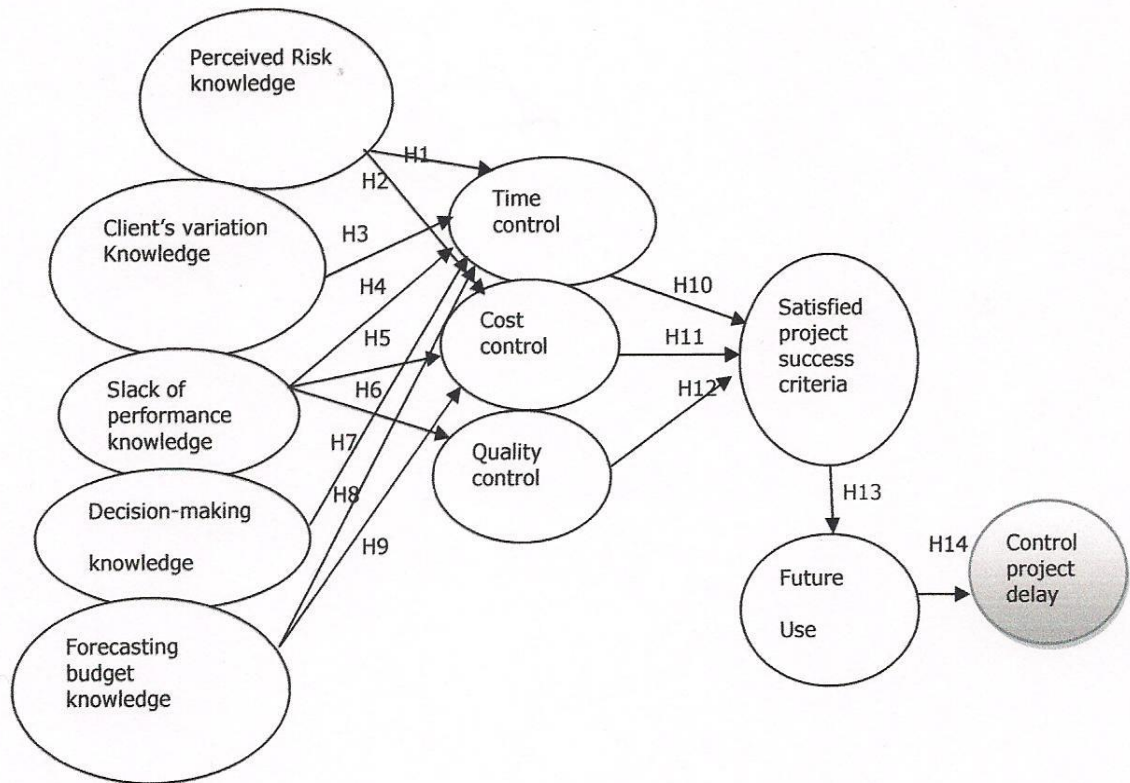 Perceived Risk
knowledge
H1
H2
Time
control
Client's variation
Knowledge
H3
H4
H10
Satisfied
project
success
criteria
Cost
control
H5
H11
H6
H12
Slack of
performance
knowledge
H7
Quality
control
Decision-making
knowledge
H8
H9
H13
H14
Control
project
delay
Future
Use
Forecasting
budget
knowledge